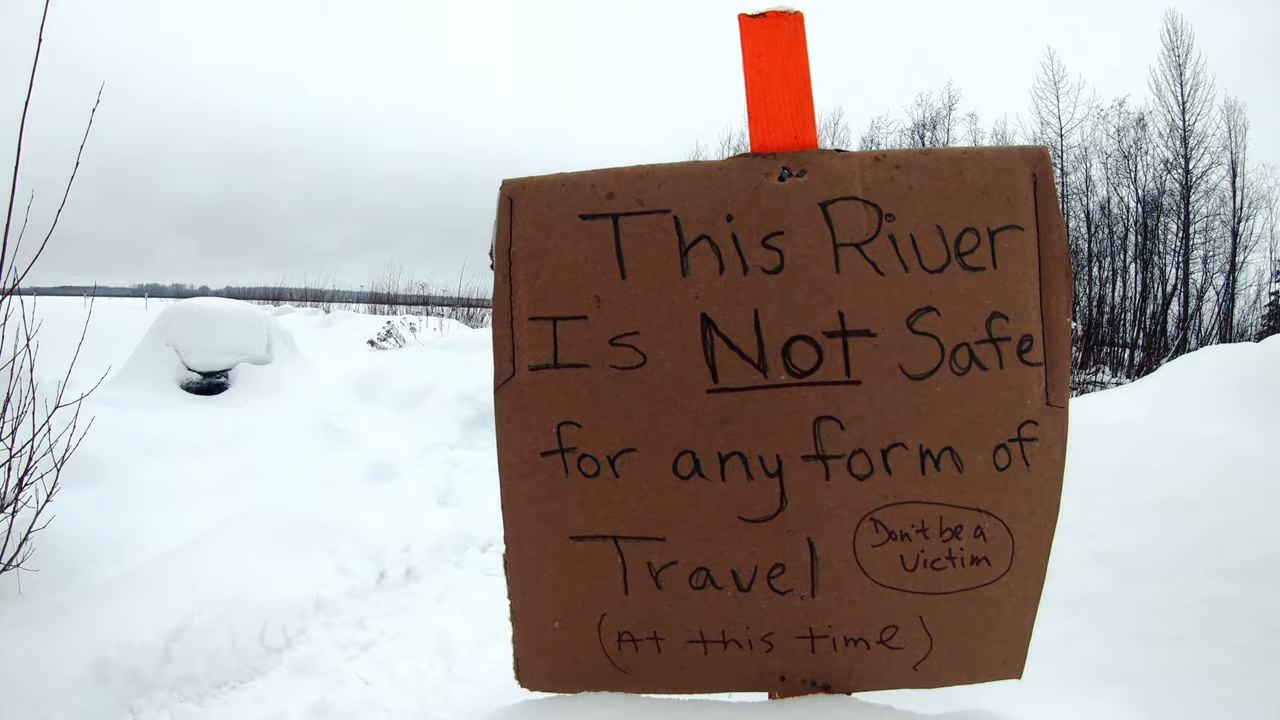 This River
Is Not Safe
for any form of
Travel
Don't be a
victim
(At this time)